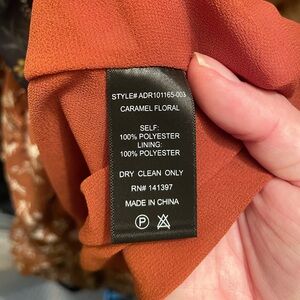 STYLE# ADR101165-003
CARAMEL FLORAL
SELF:
100% POLYESTER
LINING:
100% POLYESTER
DRY CLEAN ONLY
RN# 141397
MADE IN CHINA
P